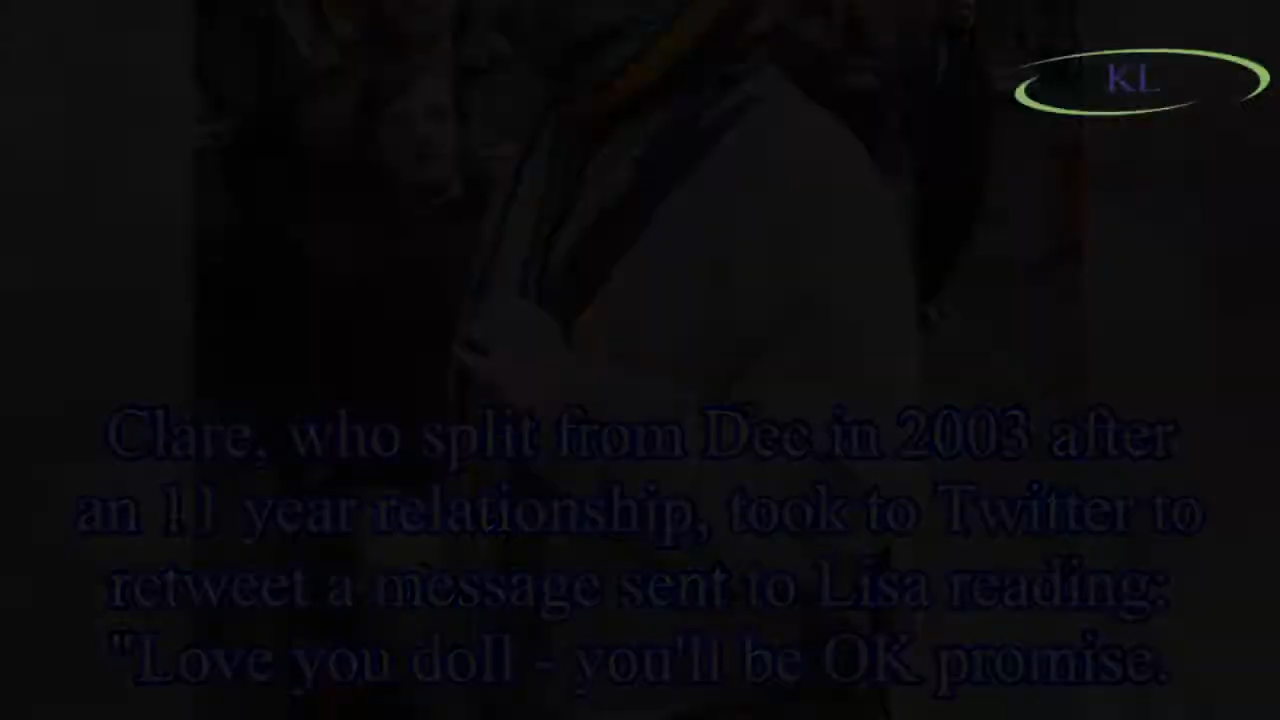 KL
Clare, who split from Dec in 2003 after
an 11 year relationship, took to Twitter to
retweet a message sent to Lisa reading:
"Love you doll - you'll be OK promise.